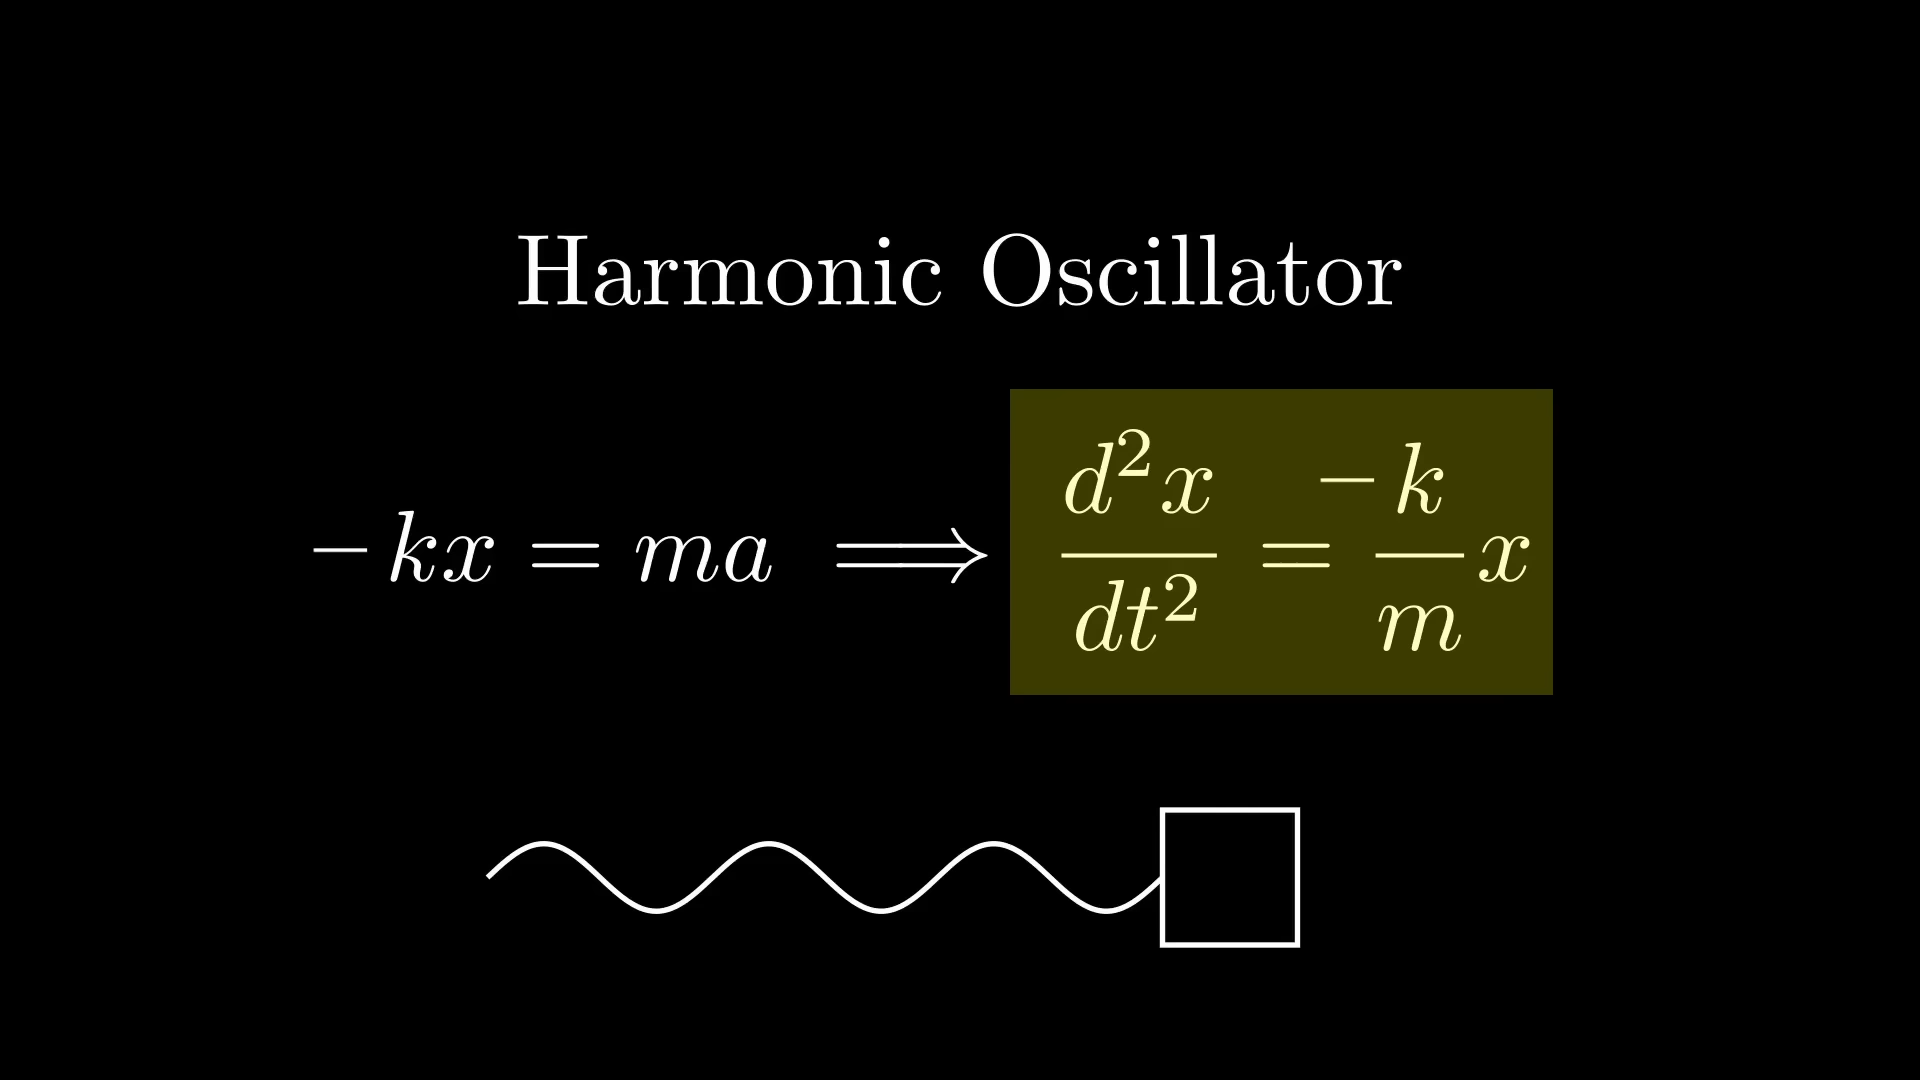 Harmonic Oscillator
−kx = ma ⟹ d²x/dt² = −k/m x